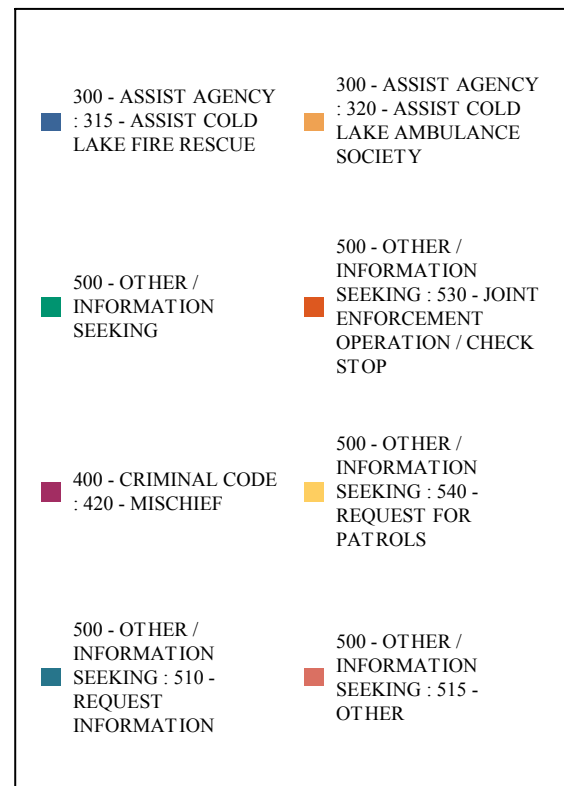 300 - ASSIST AGENCY
: 315 - ASSIST COLD
LAKE FIRE RESCUE
300 - ASSIST AGENCY
: 320 - ASSIST COLD
LAKE AMBULANCE
SOCIETY
500 - OTHER /
INFORMATION
SEEKING
500 - OTHER /
INFORMATION
SEEKING : 530 - JOINT
ENFORCEMENT
OPERATION / CHECK
STOP
400 - CRIMINAL CODE
: 420 - MISCHIEF
500 - OTHER /
INFORMATION
SEEKING : 540 -
REQUEST FOR
PATROLS
500 - OTHER /
INFORMATION
SEEKING : 510 -
REQUEST
INFORMATION
500 - OTHER /
INFORMATION
SEEKING : 515 -
OTHER